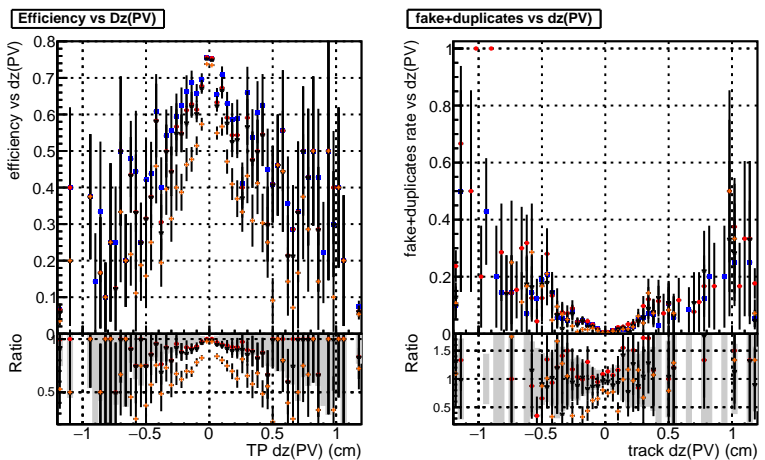 Efficiency vs Dz(PV)
efficiency vs dz(PV)
0.8
0.7
0.6
0.5
0.4
0.3
0.2
0.1
0
Ratio
0.5
−1 −0.5 0 0.5 1
TP dz(PV) (cm)
fake+duplicates vs dz(PV)
fake+duplicates rate vs dz(PV)
1
0.8
0.6
0.4
0.2
0
Ratio
1.5
1.0
0.5
−1 −0.5 0 0.5 1
track dz(PV) (cm)